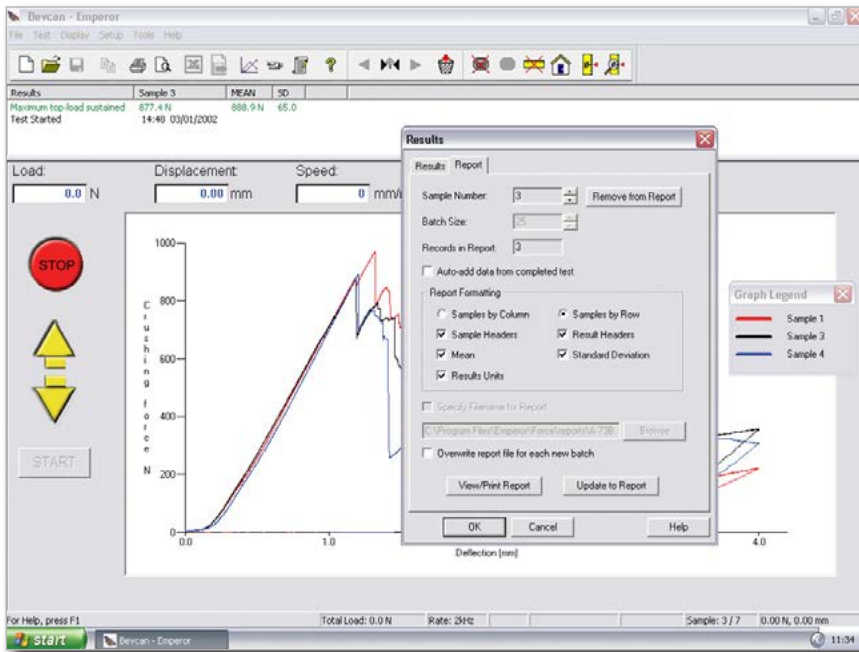 Devcan - Emperor
File Test Display Setup Tools Help
Results Sample 3 MEAN SD
Maximum top-load sustained 877.4 N 888.9 N 65.0
Test Started 14:48 03/01/2002
Load: Displacement: Speed:
0.0 N 0.00 mm 0 mm/
STOP
START
Crushing force N
1000
800
600
400
200
0
0.0 1.0 4.0
Deflection [mm]
Results
Results Report
Sample Number: 3 Remove from Report
Batch Size: 25
Records in Report: 3
Auto-add data from completed test
Report Formatting
Samples by Column Samples by Row
Sample Headers Result Headers
Mean Standard Deviation
Results Units
Specify Filename for Report
C:\Program Files\Emperor\Force\reports\A-73B Browse
Overwrite report file for each new batch
View/Print Report Update to Report
OK Cancel Help
Graph Legend
Sample 1
Sample 3
Sample 4
For Help, press F1 Total Load: 0.0 N Rate: 2kHz Sample: 3 / 7 0.00 N, 0.00 mm
start Devcan - Emperor 11:34